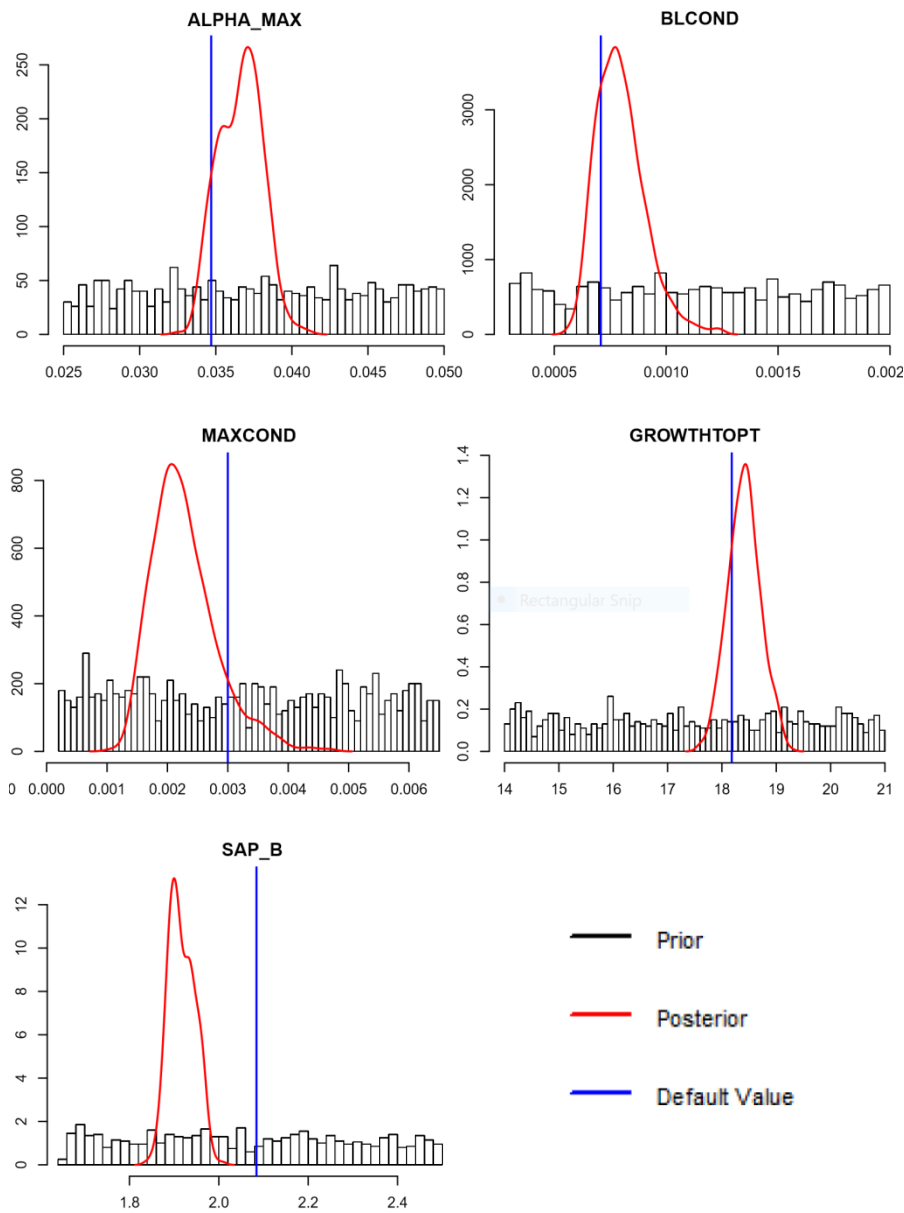 ALPHA_MAX
0 50 100 150 200 250
0.025 0.030 0.035 0.040 0.045 0.050
BLCOND
0 1000 2000 3000
0.0005 0.0010 0.0015 0.002
MAXCOND
0 200 400 600 800
0 0.000 0.001 0.002 0.003 0.004 0.005 0.006
GROWTHTOPT
0.0 0.2 0.4 0.6 0.8 1.0 1.2 1.4
Rectangular Snip
14 15 16 17 18 19 20 21
SAP_B
0 2 4 6 8 10 12
1.8 2.0 2.2 2.4
Prior
Posterior
Default Value